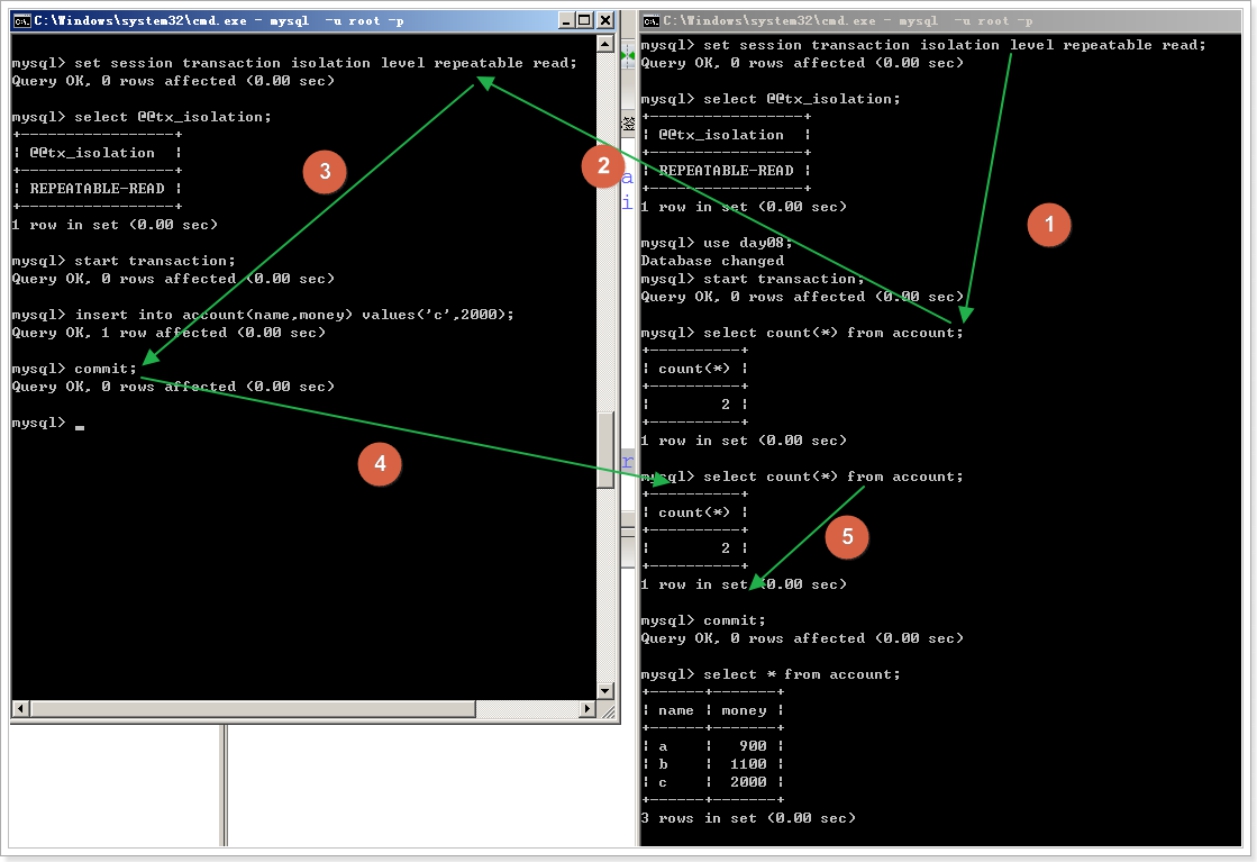 C:\Windows\system32\cmd.exe - mysql -u root -p
mysql> set session transaction isolation level repeatable read;
Query OK, 0 rows affected (0.00 sec)
mysql> select @@tx_isolation;
+-----------------+
| @@tx_isolation |
+-----------------+
| REPEATABLE-READ |
+-----------------+
1 row in set (0.00 sec)
mysql> start transaction;
Query OK, 0 rows affected (0.00 sec)
mysql> insert into account(name,money) values('c',2000);
Query OK, 1 row affected (0.00 sec)
mysql> commit;
Query OK, 0 rows affected (0.00 sec)
mysql>
3
4
2
签
a
i
r
C:\Windows\system32\cmd.exe - mysql -u root -p
mysql> set session transaction isolation level repeatable read;
Query OK, 0 rows affected (0.00 sec)
mysql> select @@tx_isolation;
+-----------------+
| @@tx_isolation |
+-----------------+
| REPEATABLE-READ |
+-----------------+
1 row in set (0.00 sec)
mysql> use day08;
Database changed
mysql> start transaction;
Query OK, 0 rows affected (0.00 sec)
mysql> select count(*) from account;
+----------+
| count(*) |
+----------+
| 2 |
+----------+
1 row in set (0.00 sec)
mysql> select count(*) from account;
+----------+
| count(*) |
+----------+
| 2 |
+----------+
1 row in set (0.00 sec)
mysql> commit;
Query OK, 0 rows affected (0.00 sec)
mysql> select * from account;
+------+-------+
| name | money |
+------+-------+
| a | 900 |
| b | 1100 |
| c | 2000 |
+------+-------+
3 rows in set (0.00 sec)
1
5